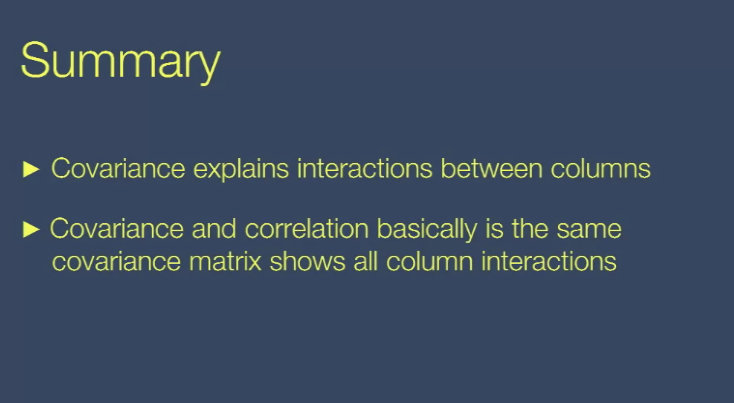 Summary
► Covariance explains interactions between columns
► Covariance and correlation basically is the same
covariance matrix shows all column interactions